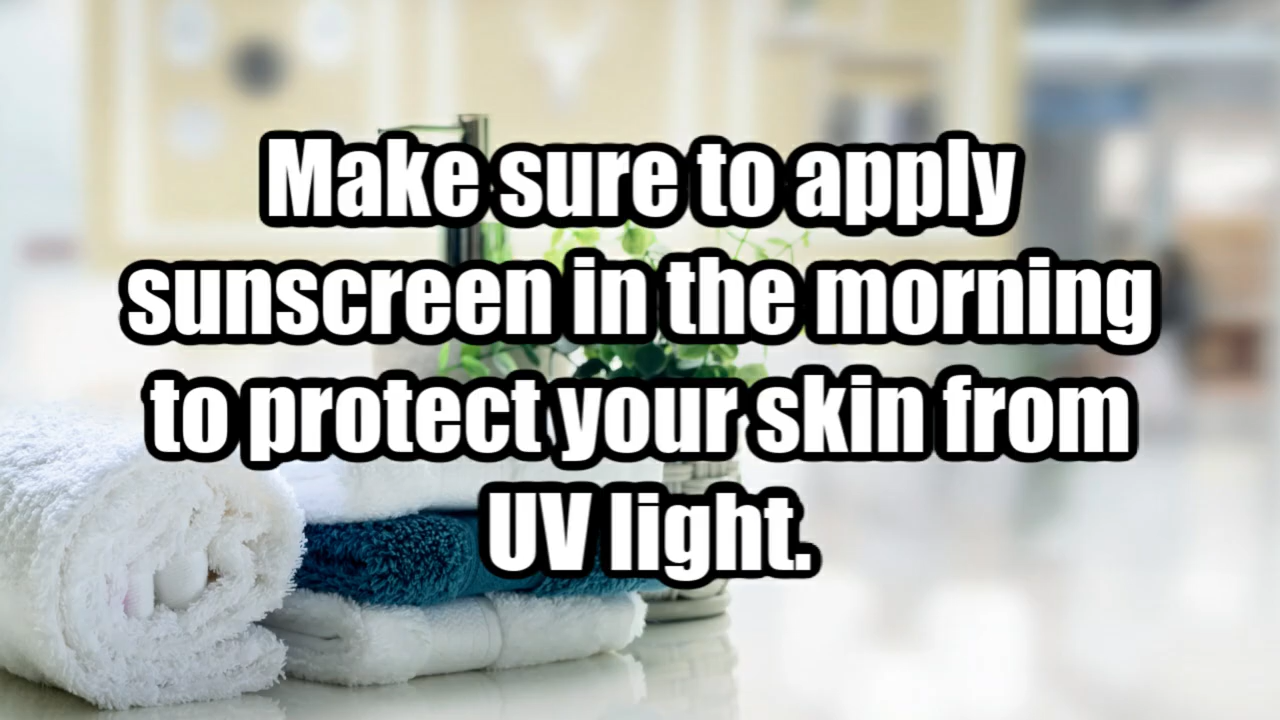 Make sure to apply
sunscreen in the morning
to protect your skin from
UV light.